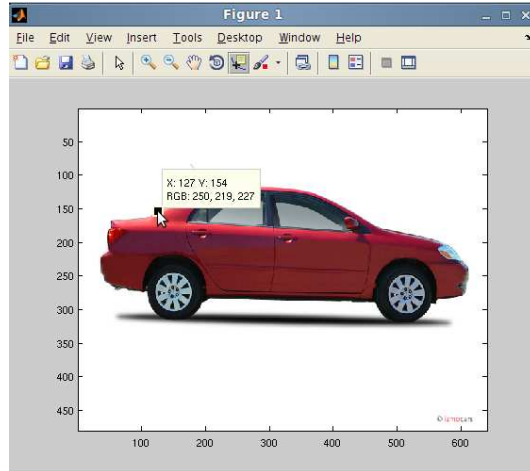 Figure 1
File Edit View Insert Tools Desktop Window Help
50
100
150
200
250
300
350
400
450
X: 127 Y: 154
RGB: 250, 219, 227
© izmocars
100 200 300 400 500 600